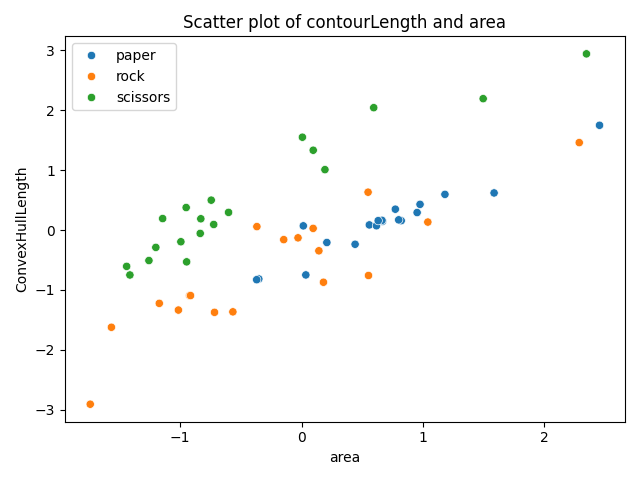 Scatter plot of contourLength and area
paper
rock
scissors
3
2
1
0
−1
−2
−3
ConvexHullLength
−1 0 1 2
area